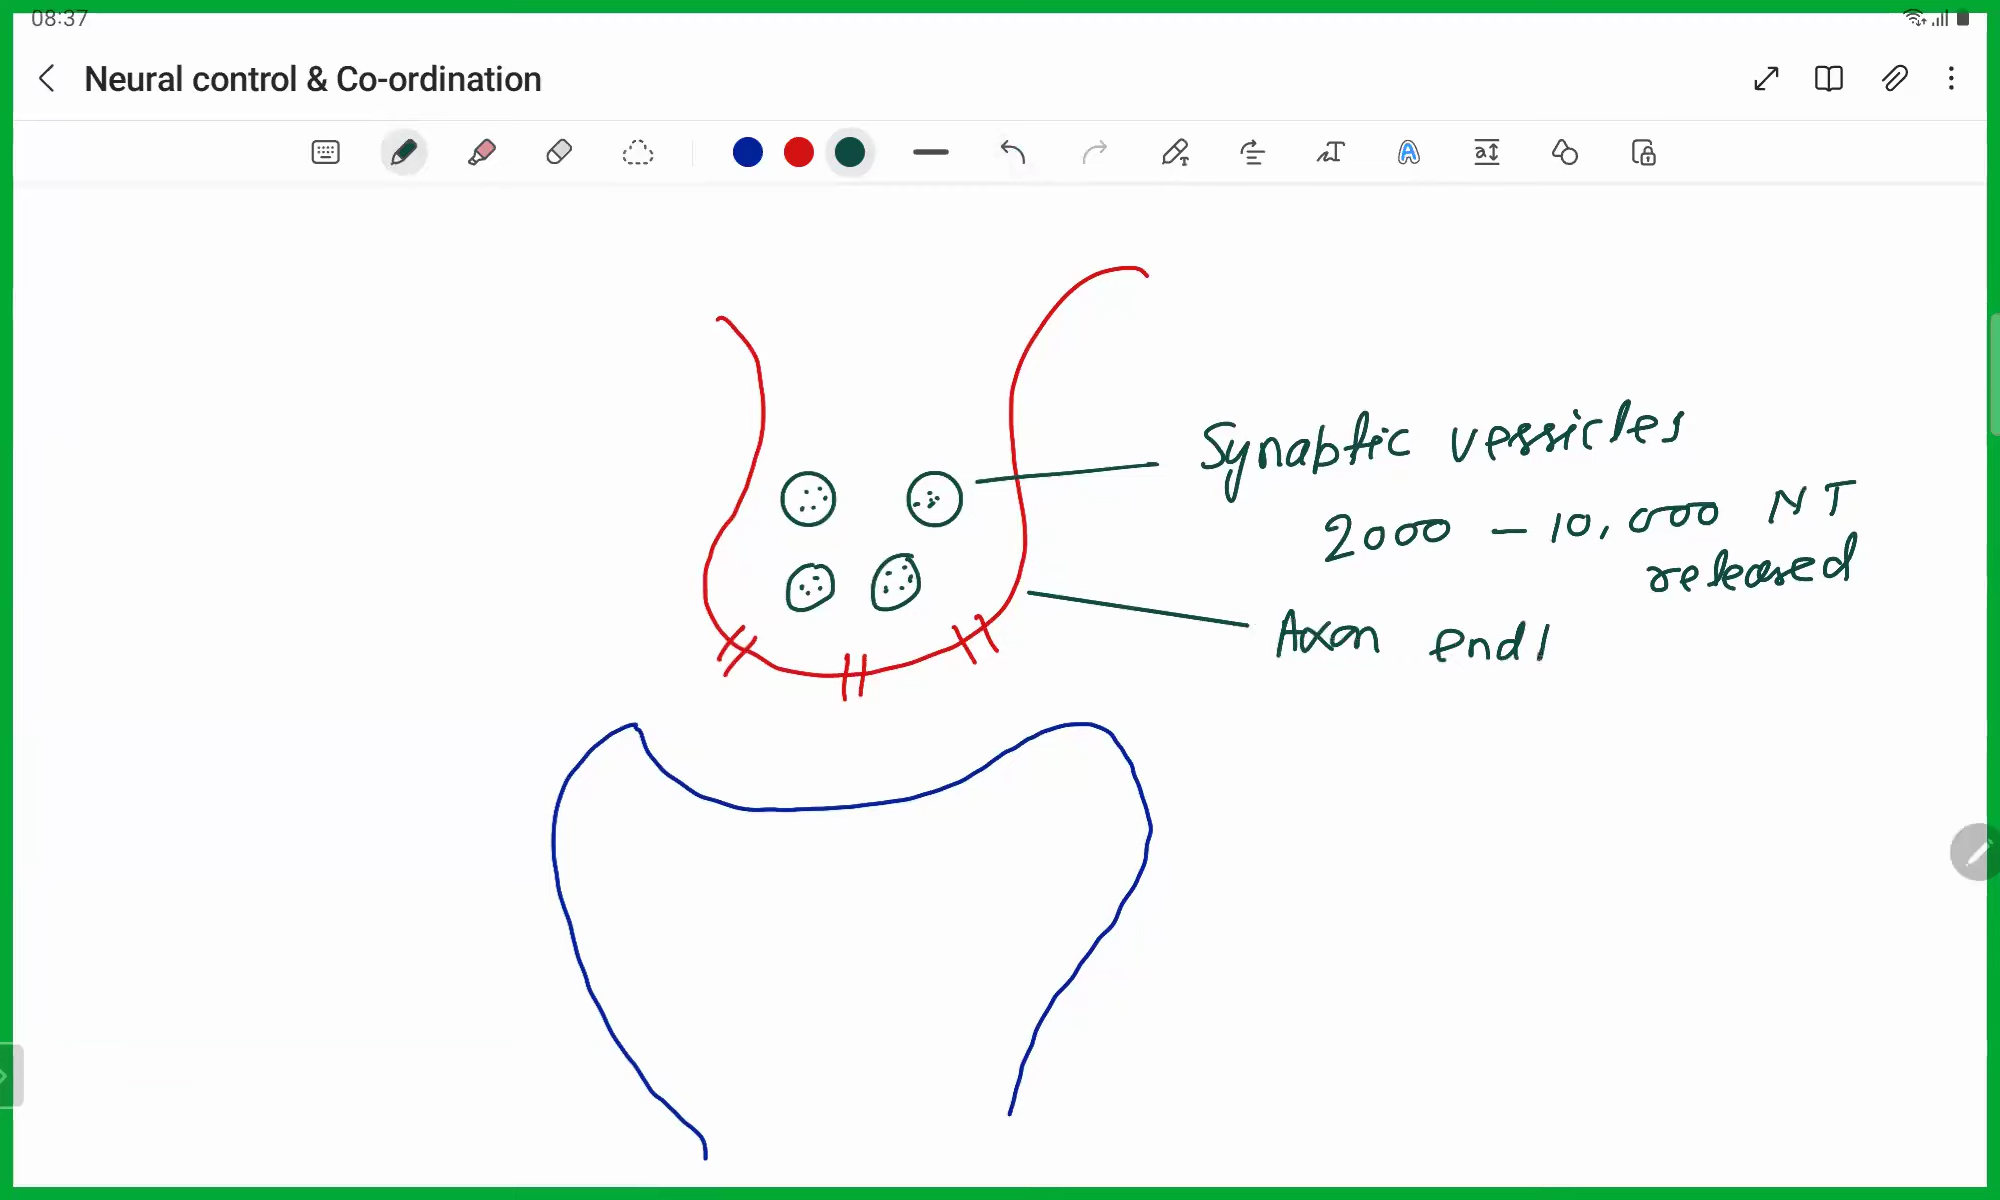 08:37
Neural control & Co-ordination
Synaptic vessicles
2000 - 10,000 NT
released
Axon end